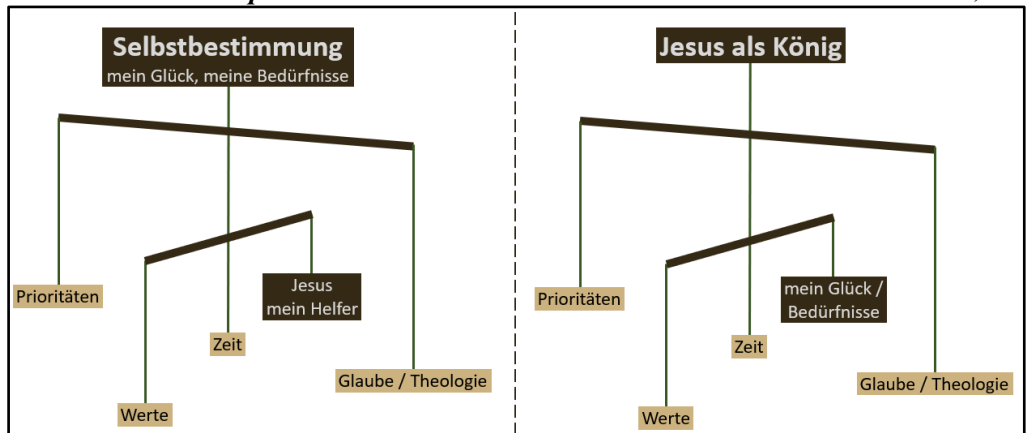 Selbstbestimmung
mein Glück, meine Bedürfnisse
Prioritäten
Jesus
mein Helfer
Zeit
Glaube / Theologie
Werte
Jesus als König
Prioritäten
mein Glück /
Bedürfnisse
Zeit
Glaube / Theologie
Werte